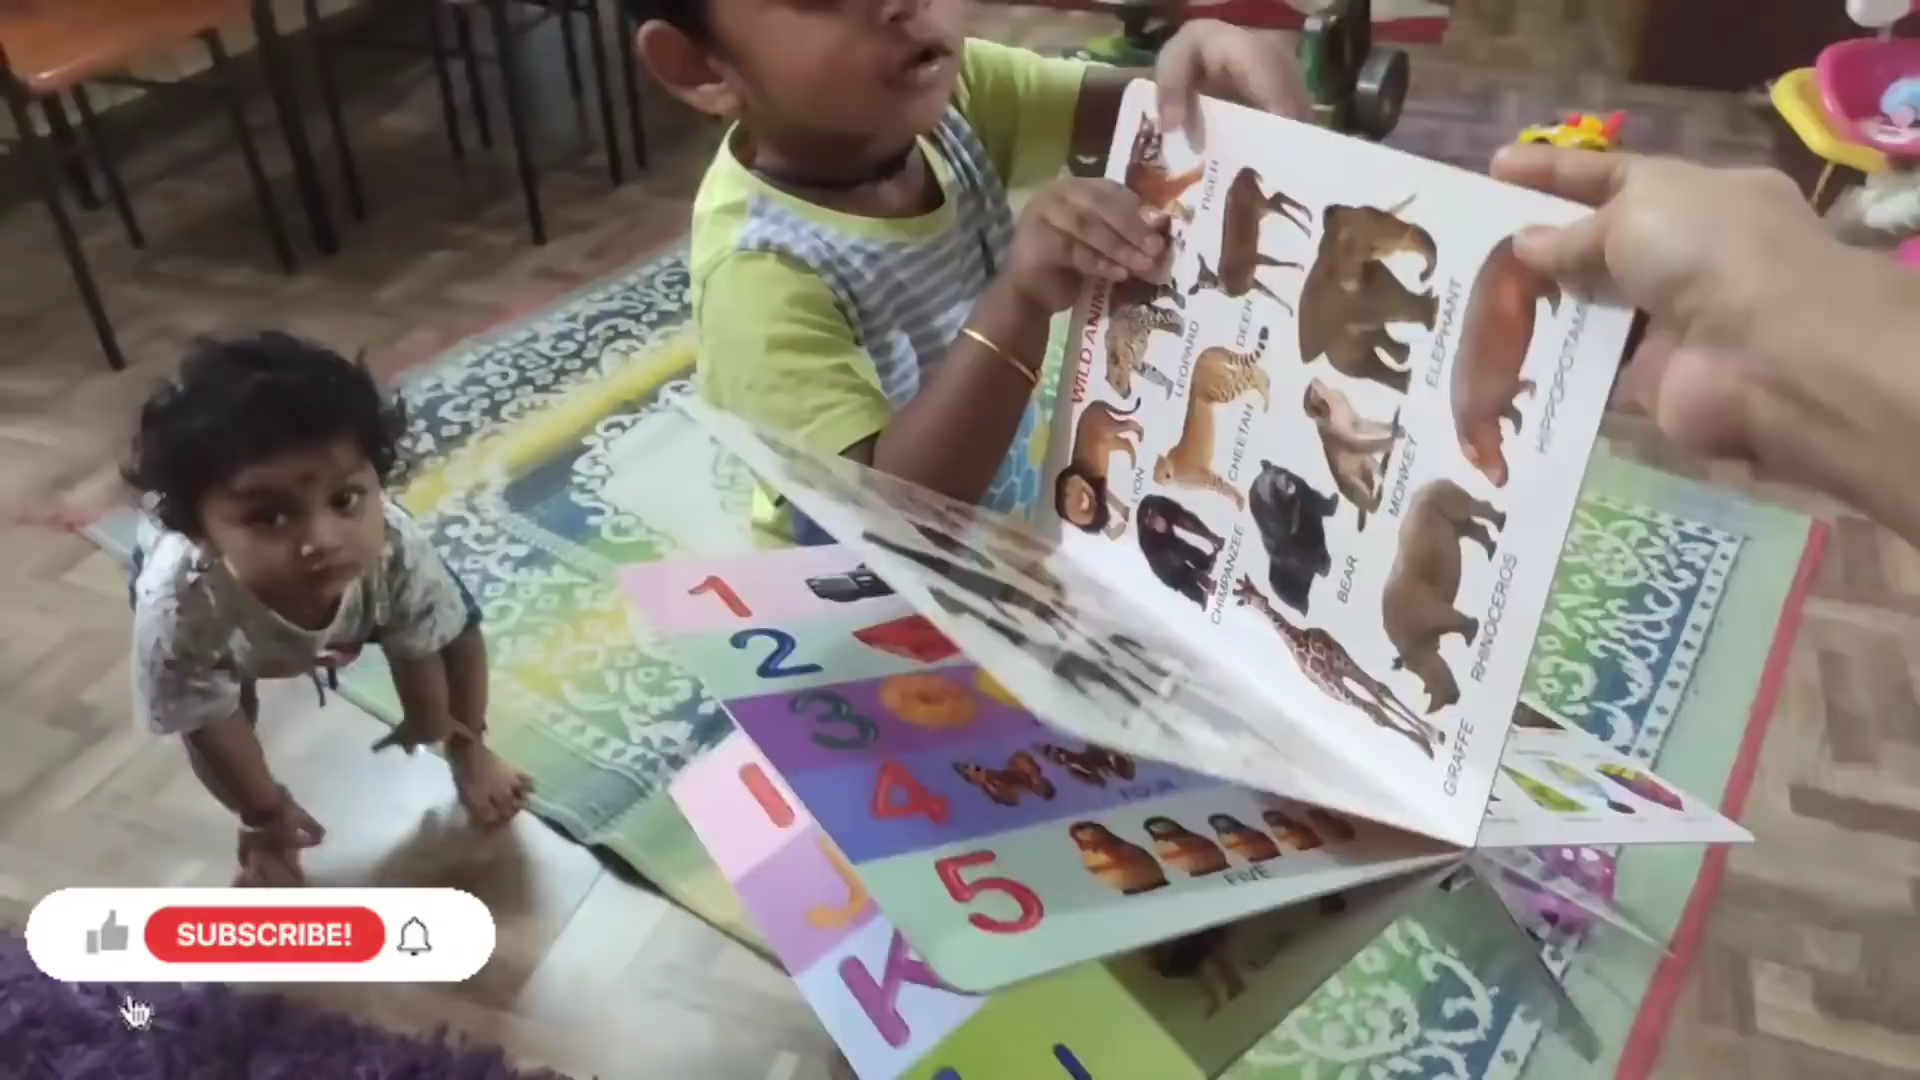 WILD ANIM
TIGER
LEOPARD
DEER
ELEPHANT
HIPPOPOTAM
LION
CHEETAH
MONKEY
CHIMPANZEE
BEAR
RHINOCEROS
GIRAFFE
1
2
3
4
FOUR
5
FIVE
I
J
K
SUBSCRIBE!